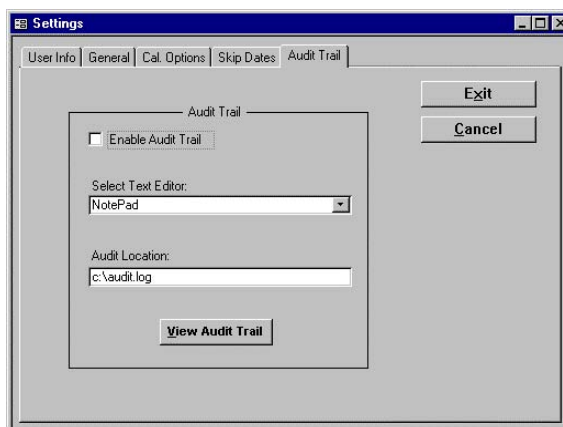 Settings
User Info General Cal. Options Skip Dates Audit Trail
Exit
Cancel
Audit Trail
Enable Audit Trail
Select Text Editor:
NotePad
Audit Location:
c:\audit.log
View Audit Trail